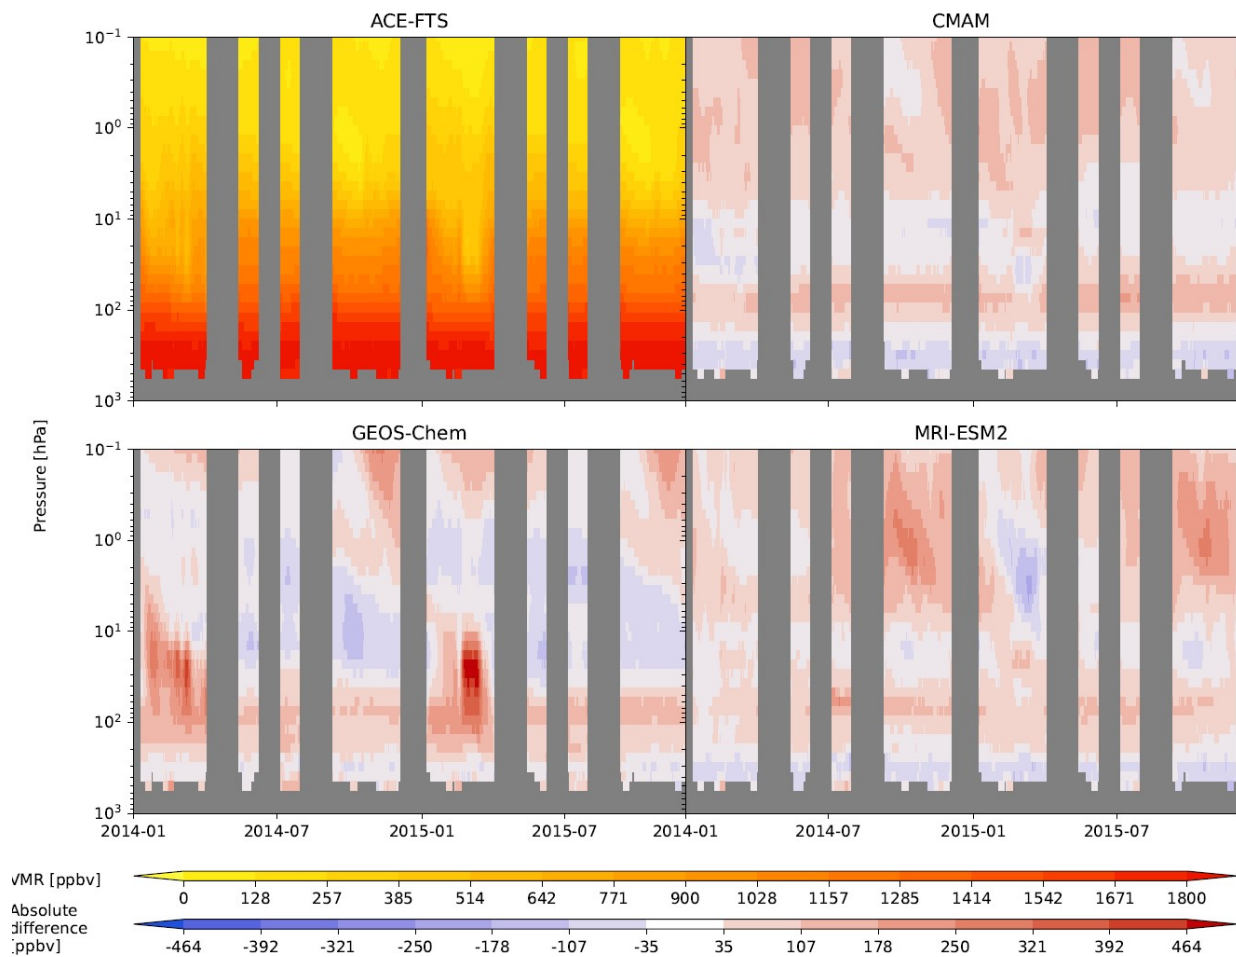 ACE-FTS CMAM
10⁻¹
10⁰
10¹
10²
10³
GEOS-Chem MRI-ESM2
Pressure [hPa]
10⁻¹
10⁰
10¹
10²
10³
2014-01 2014-07 2015-01 2015-07 2014-01 2014-07 2015-01 2015-07
VMR [ppbv]
0 128 257 385 514 642 771 900 1028 1157 1285 1414 1542 1671 1800
Absolute
difference
[ppbv]
-464 -392 -321 -250 -178 -107 -35 35 107 178 250 321 392 464